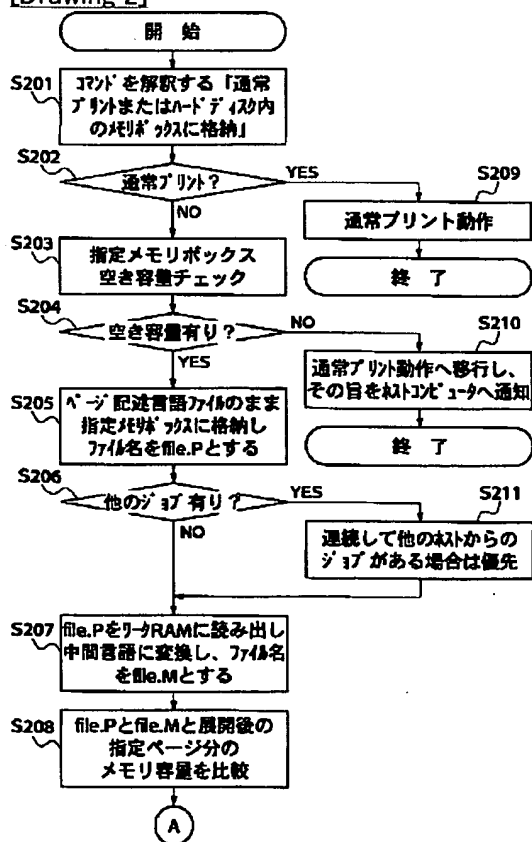 [Drawing 2]
開 始
S201
コマンドを解釈する「通常
プリントまたはハードディスク内
のメモリボックスに格納」
S202
通常プリント?
YES
NO
S209
通常プリント動作
終 了
S203
指定メモリボックス
空き容量チェック
S204
空き容量有り?
NO
YES
S210
通常プリント動作へ移行し、
その旨をホストコンピュータへ通知
終 了
S205
ページ記述言語ファイルのまま
指定メモリボックスに格納し
ファイル名をfile.Pとする
S206
他のジョブ有り?
YES
NO
S211
連続して他のホストからの
ジョブがある場合は優先
S207
file.PをワークRAMに読み出し
中間言語に変換し、ファイル名
をfile.Mとする
S208
file.Pとfile.Mと展開後の
指定ページ分の
メモリ容量を比較
A